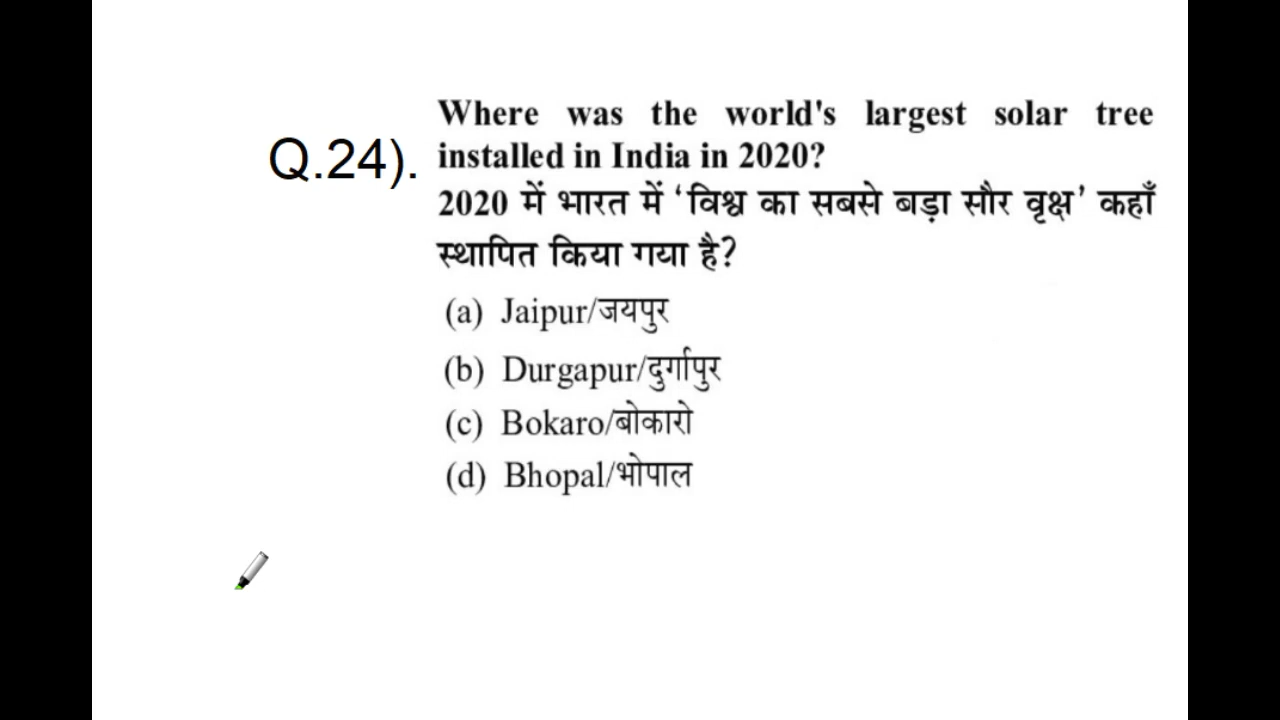 Q.24).
Where was the world's largest solar tree
installed in India in 2020?
2020 में भारत में ‘विश्व का सबसे बड़ा सौर वृक्ष’ कहाँ
स्थापित किया गया है?
(a) Jaipur/जयपुर
(b) Durgapur/दुर्गापुर
(c) Bokaro/बोकारो
(d) Bhopal/भोपाल